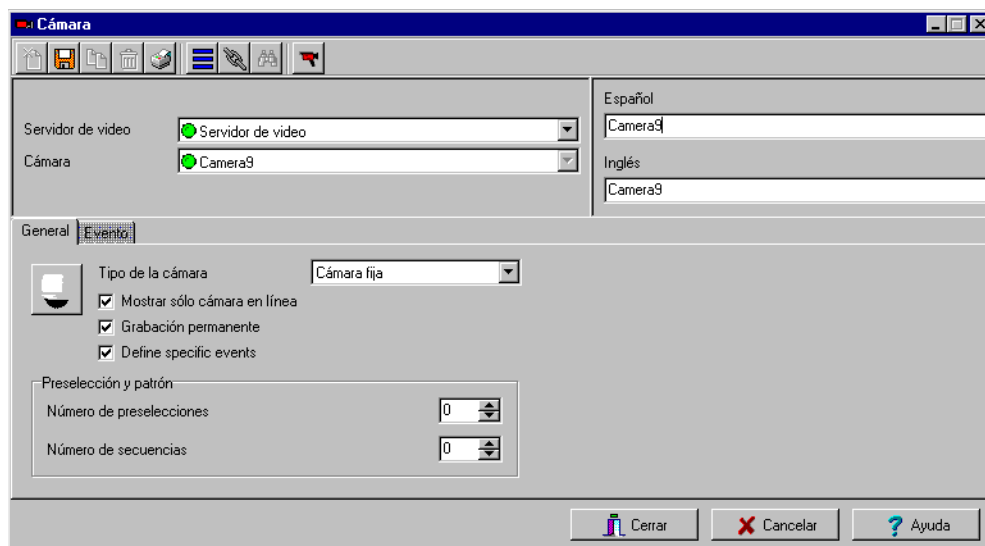 Cámara
Español
Servidor de video Servidor de video Camera9
Cámara Camera9 Inglés
Camera9
General Evento
Tipo de la cámara Cámara fija
Mostrar sólo cámara en línea
Grabación permanente
Define specific events
Preselección y patrón
Número de preselecciones 0
Número de secuencias 0
Cerrar Cancelar Ayuda